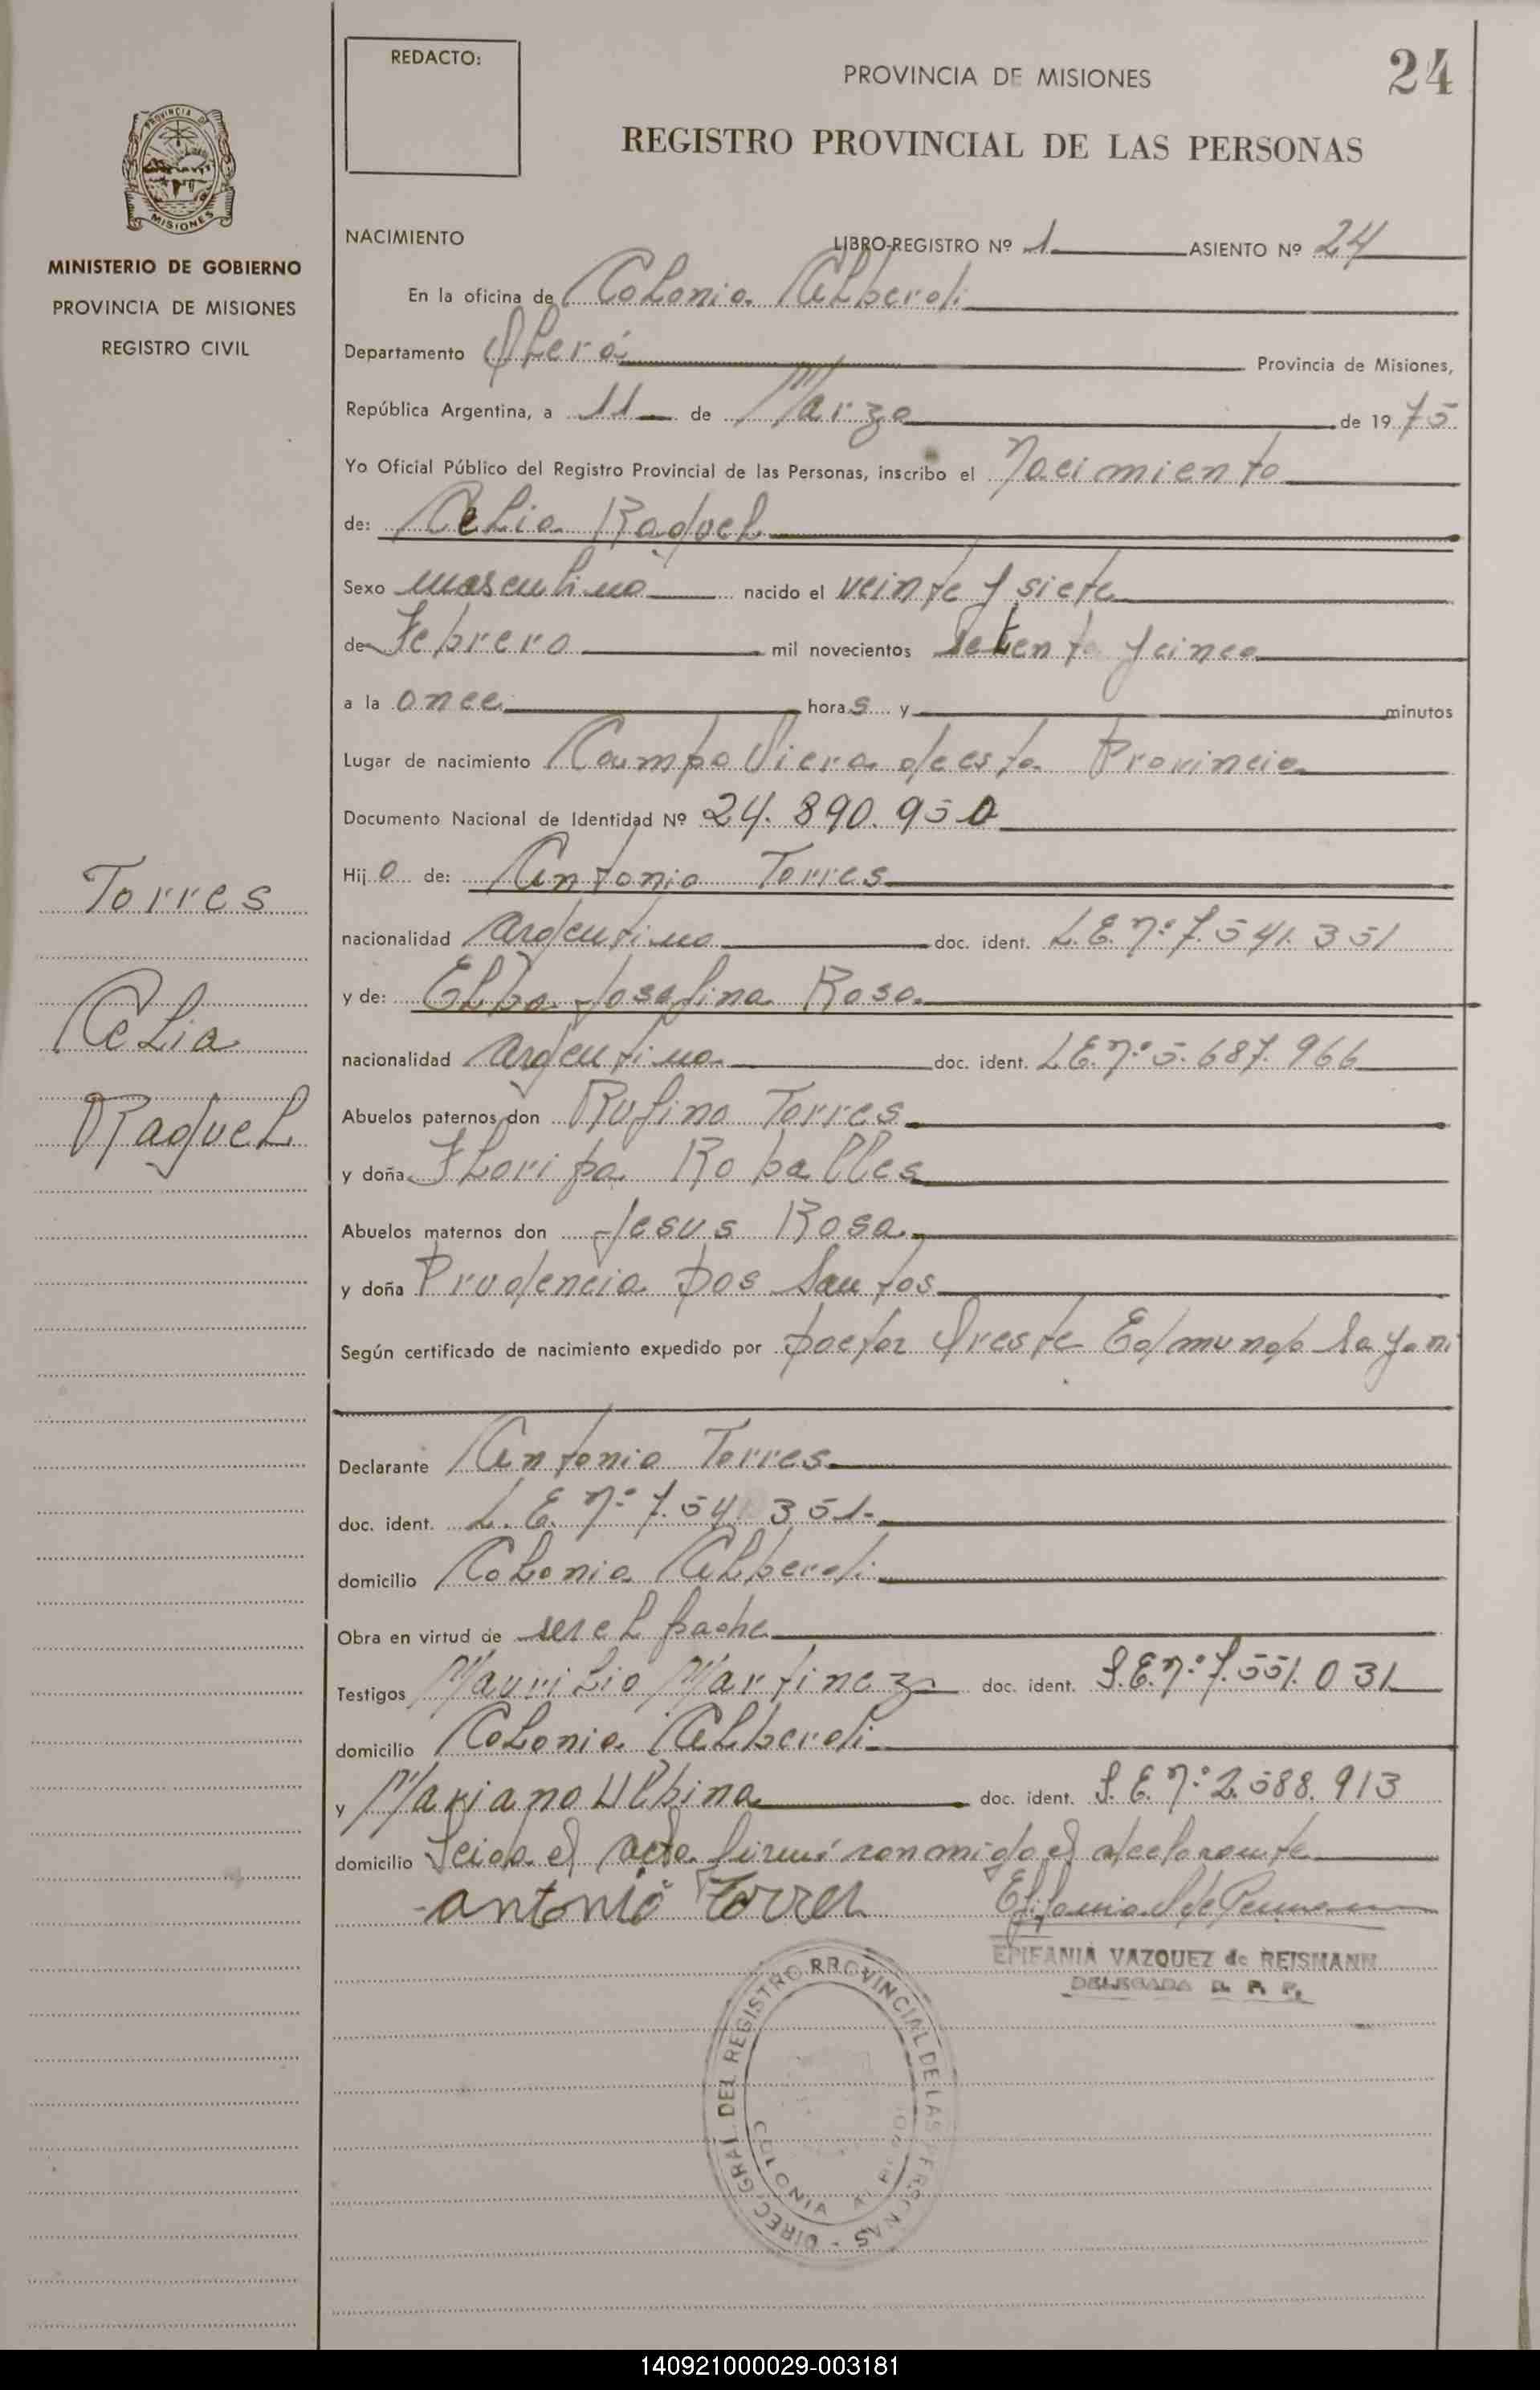 REDACTO:
PROVINCIA DE MISIONES
24
REGISTRO PROVINCIAL DE LAS PERSONAS
PROVINCIA DE
MISIONES
MINISTERIO DE GOBIERNO
PROVINCIA DE MISIONES
REGISTRO CIVIL
NACIMIENTO LIBRO-REGISTRO Nº 1 ASIENTO Nº 24
En la oficina de Colonia Alberdi
Departamento Oberá Provincia de Misiones,
República Argentina, a 11 de Marzo de 1975
Yo Oficial Público del Registro Provincial de las Personas, inscribo el Nacimiento
de: Celia Raquel
Sexo masculino nacido el veinte y siete
de Febrero mil novecientos setenta y cinco
a la once horas y minutos
Lugar de nacimiento Campo Viera de esta Provincia
Documento Nacional de Identidad Nº 24.890.950
Hijo de: Antonio Torres
nacionalidad argentino doc. ident. L.E. nº 7.541.351
y de: Elba Josefina Rosa
nacionalidad argentina doc. ident. L.E. nº 5.687.966
Abuelos paternos don Rufino Torres
y doña Floripa Roballes
Abuelos maternos don Jesus Rosa
y doña Prudencia Dos Santos
Según certificado de nacimiento expedido por Doctor Oreste Edmundo
Torres
Celia
Raquel
Declarante Antonio Torres
doc. ident. L.E. nº 7.541.351-
domicilio Colonia Alberdi
Obra en virtud de ser el padre
Testigos Maurilio Martinez doc. ident. L.E. nº 7.551.031
domicilio Colonia Alberdi
y Mariano Albina doc. ident. L.E. nº 2.588.913
domicilio Leida el acta firmó conmigo el declarante
antonio Torres
EPIFANIA VAZQUEZ de REISMANN
DELEGADA R. P. P.
DIREC. GRAL. DEL REGISTRO PROVINCIAL DE LAS PERSONAS
COLONIA
140921000029-003181